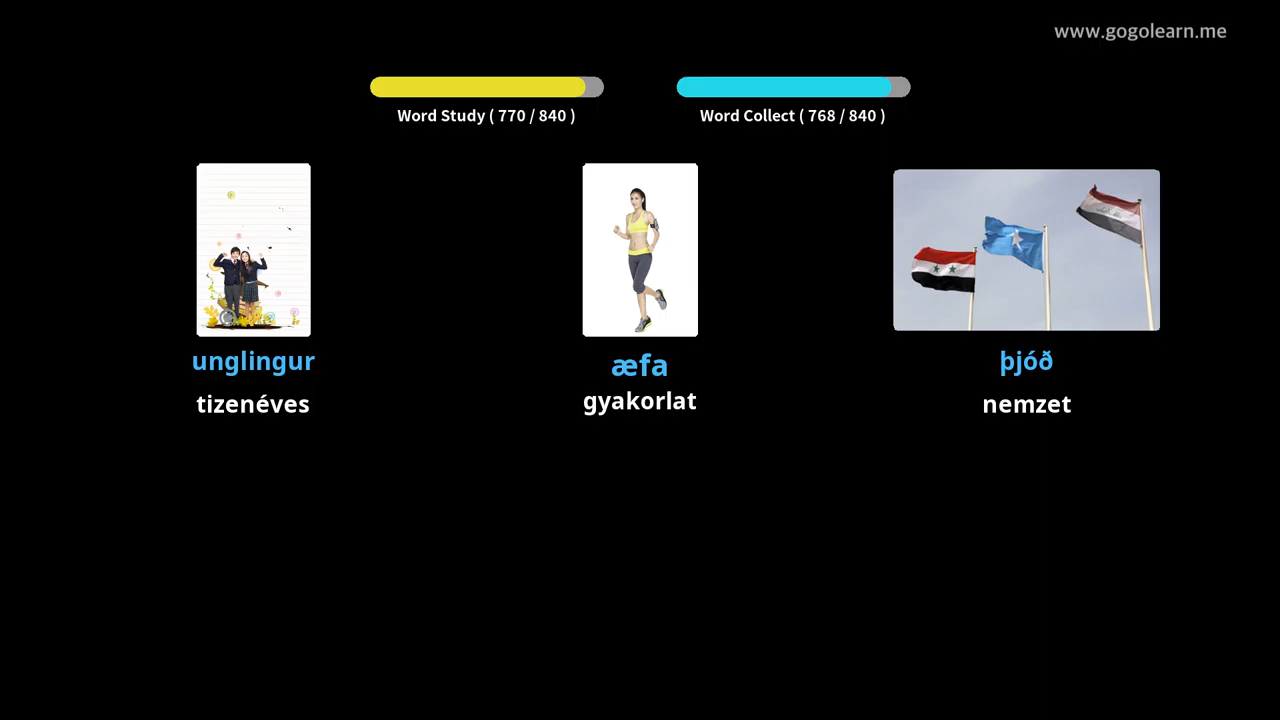 www.gogolearn.me
Word Study ( 770 / 840 )
Word Collect ( 768 / 840 )
unglingur
tizenéves
æfa
gyakorlat
þjóð
nemzet